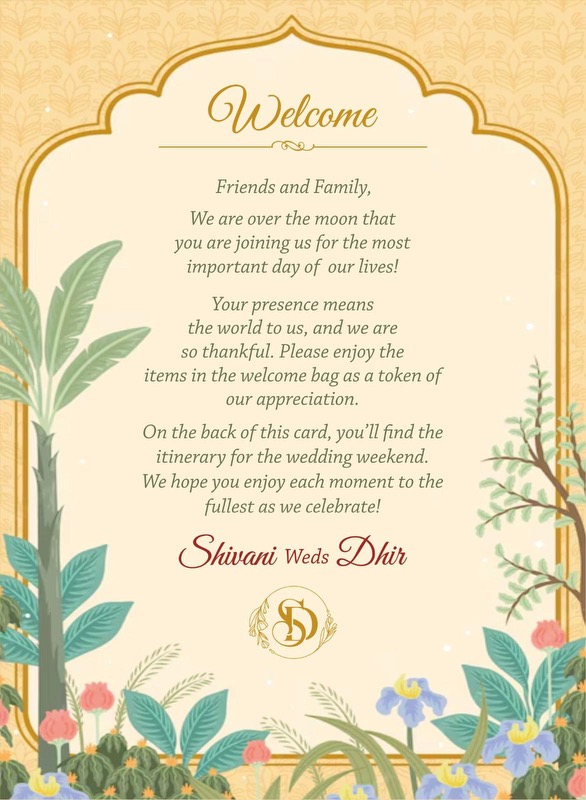 Welcome
Friends and Family,
We are over the moon that
you are joining us for the most
important day of our lives!
Your presence means
the world to us, and we are
so thankful. Please enjoy the
items in the welcome bag as a token of
our appreciation.
On the back of this card, you’ll find the
itinerary for the wedding weekend.
We hope you enjoy each moment to the
fullest as we celebrate!
Shivani Weds Dhir
SD